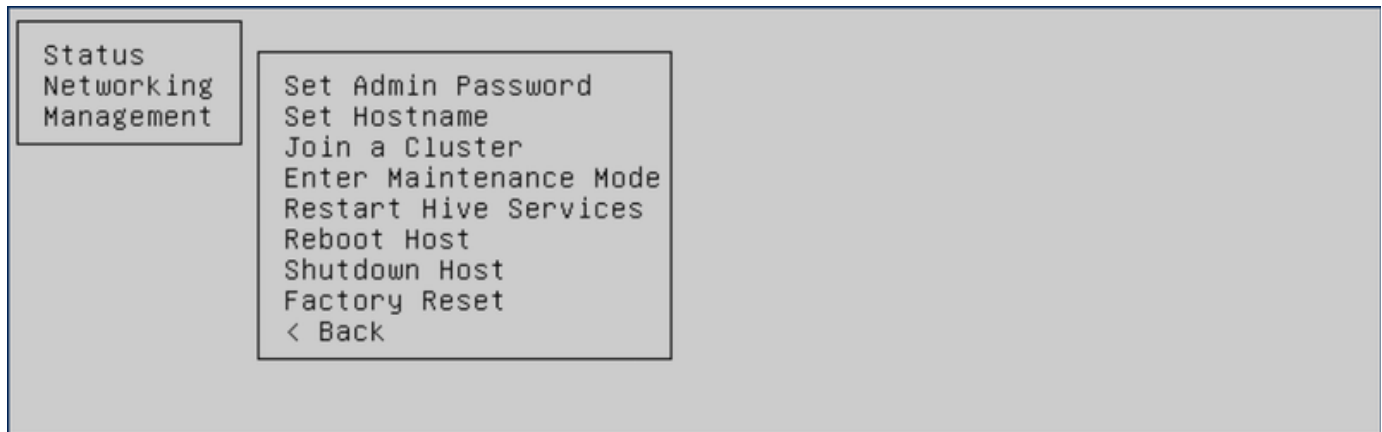 Status
Networking
Management
Set Admin Password
Set Hostname
Join a Cluster
Enter Maintenance Mode
Restart Hive Services
Reboot Host
Shutdown Host
Factory Reset
< Back